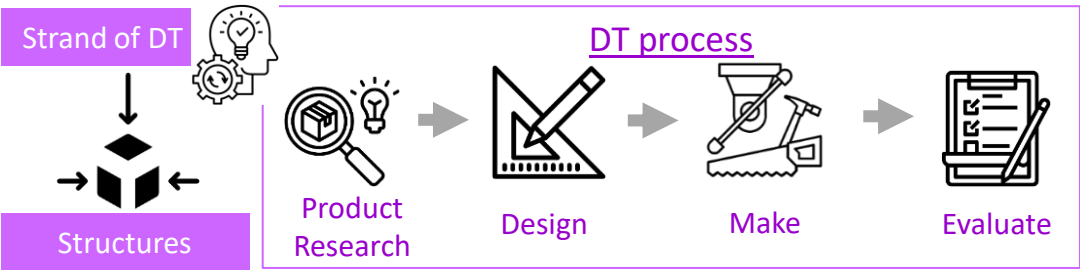 Strand of DT
Structures
DT process
Product
Research
Design
Make
Evaluate